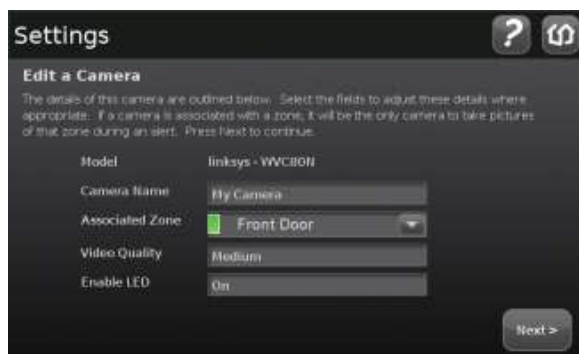 Settings
?
Edit a Camera
The details of this camera are outlined below. Select the fields to adjust these details where
appropriate. If a camera is associated with a zone, it will be the only camera to take pictures
of that zone during an alert. Press Next to continue.
Model linksys - WVC80N
Camera Name My Camera
Associated Zone Front Door
Video Quality Medium
Enable LED On
Next >